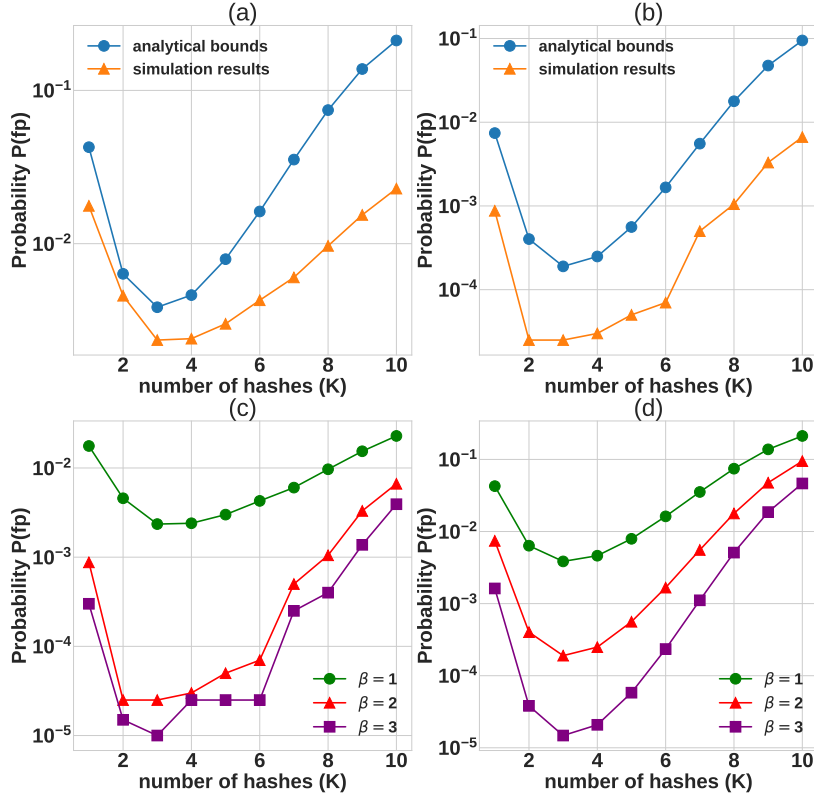 (a)
analytical bounds
simulation results
10⁻¹
10⁻²
Probability P(fp)
2 4 6 8 10
number of hashes (K)
(b)
analytical bounds
simulation results
10⁻¹
10⁻²
10⁻³
10⁻⁴
Probability P(fp)
2 4 6 8 10
number of hashes (K)
(c)
10⁻²
10⁻³
10⁻⁴
10⁻⁵
Probability P(fp)
β = 1
β = 2
β = 3
2 4 6 8 10
number of hashes (K)
(d)
10⁻¹
10⁻²
10⁻³
10⁻⁴
10⁻⁵
Probability P(fp)
β = 1
β = 2
β = 3
2 4 6 8 10
number of hashes (K)